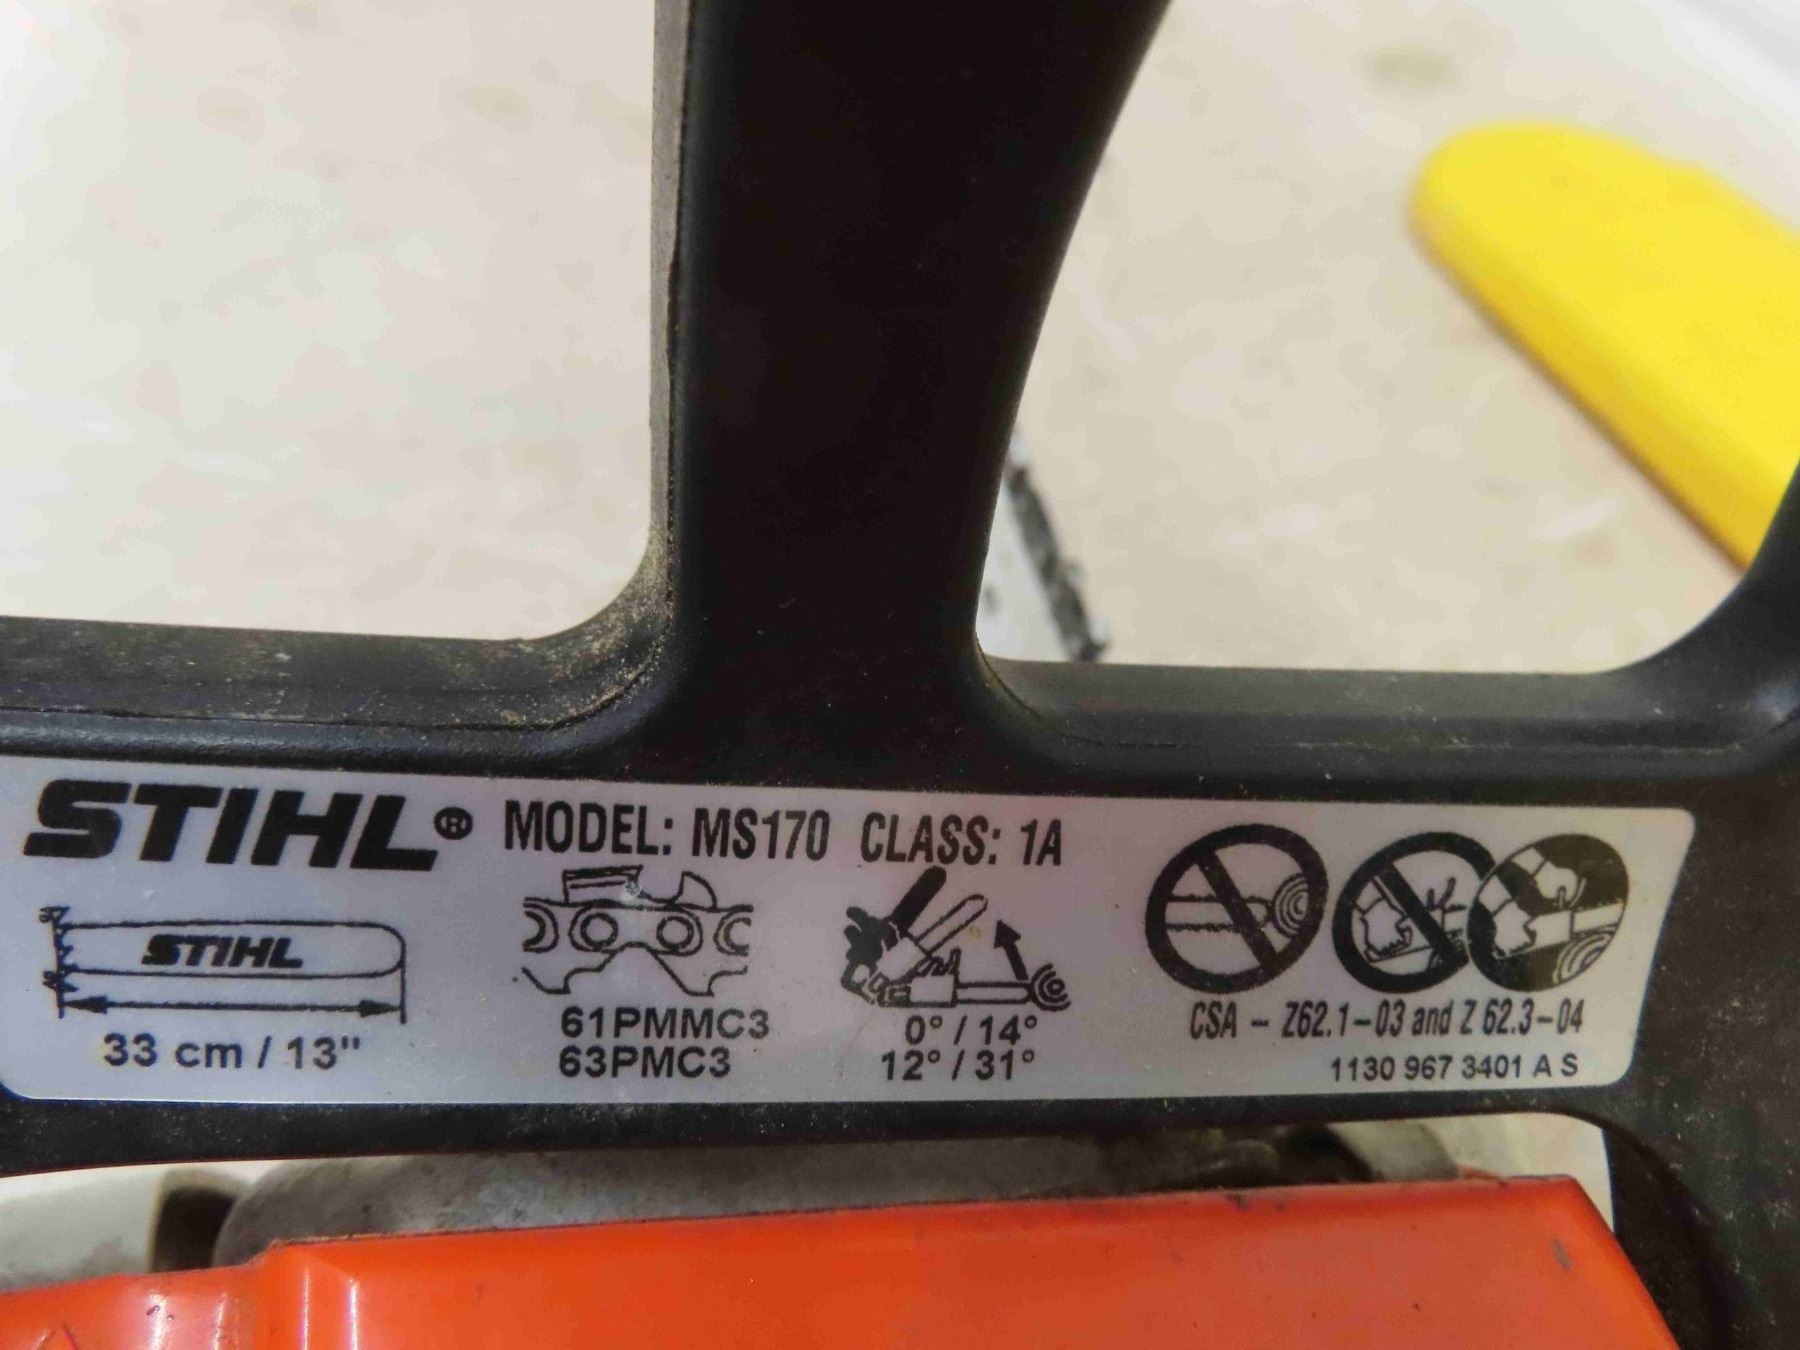 STIHL® MODEL: MS170 CLASS: 1A
STIHL
33 cm / 13"
61PMMC3
63PMC3
0° / 14°
12° / 31°
CSA - Z62.1-03 and Z 62.3-04
1130 967 3401 A S